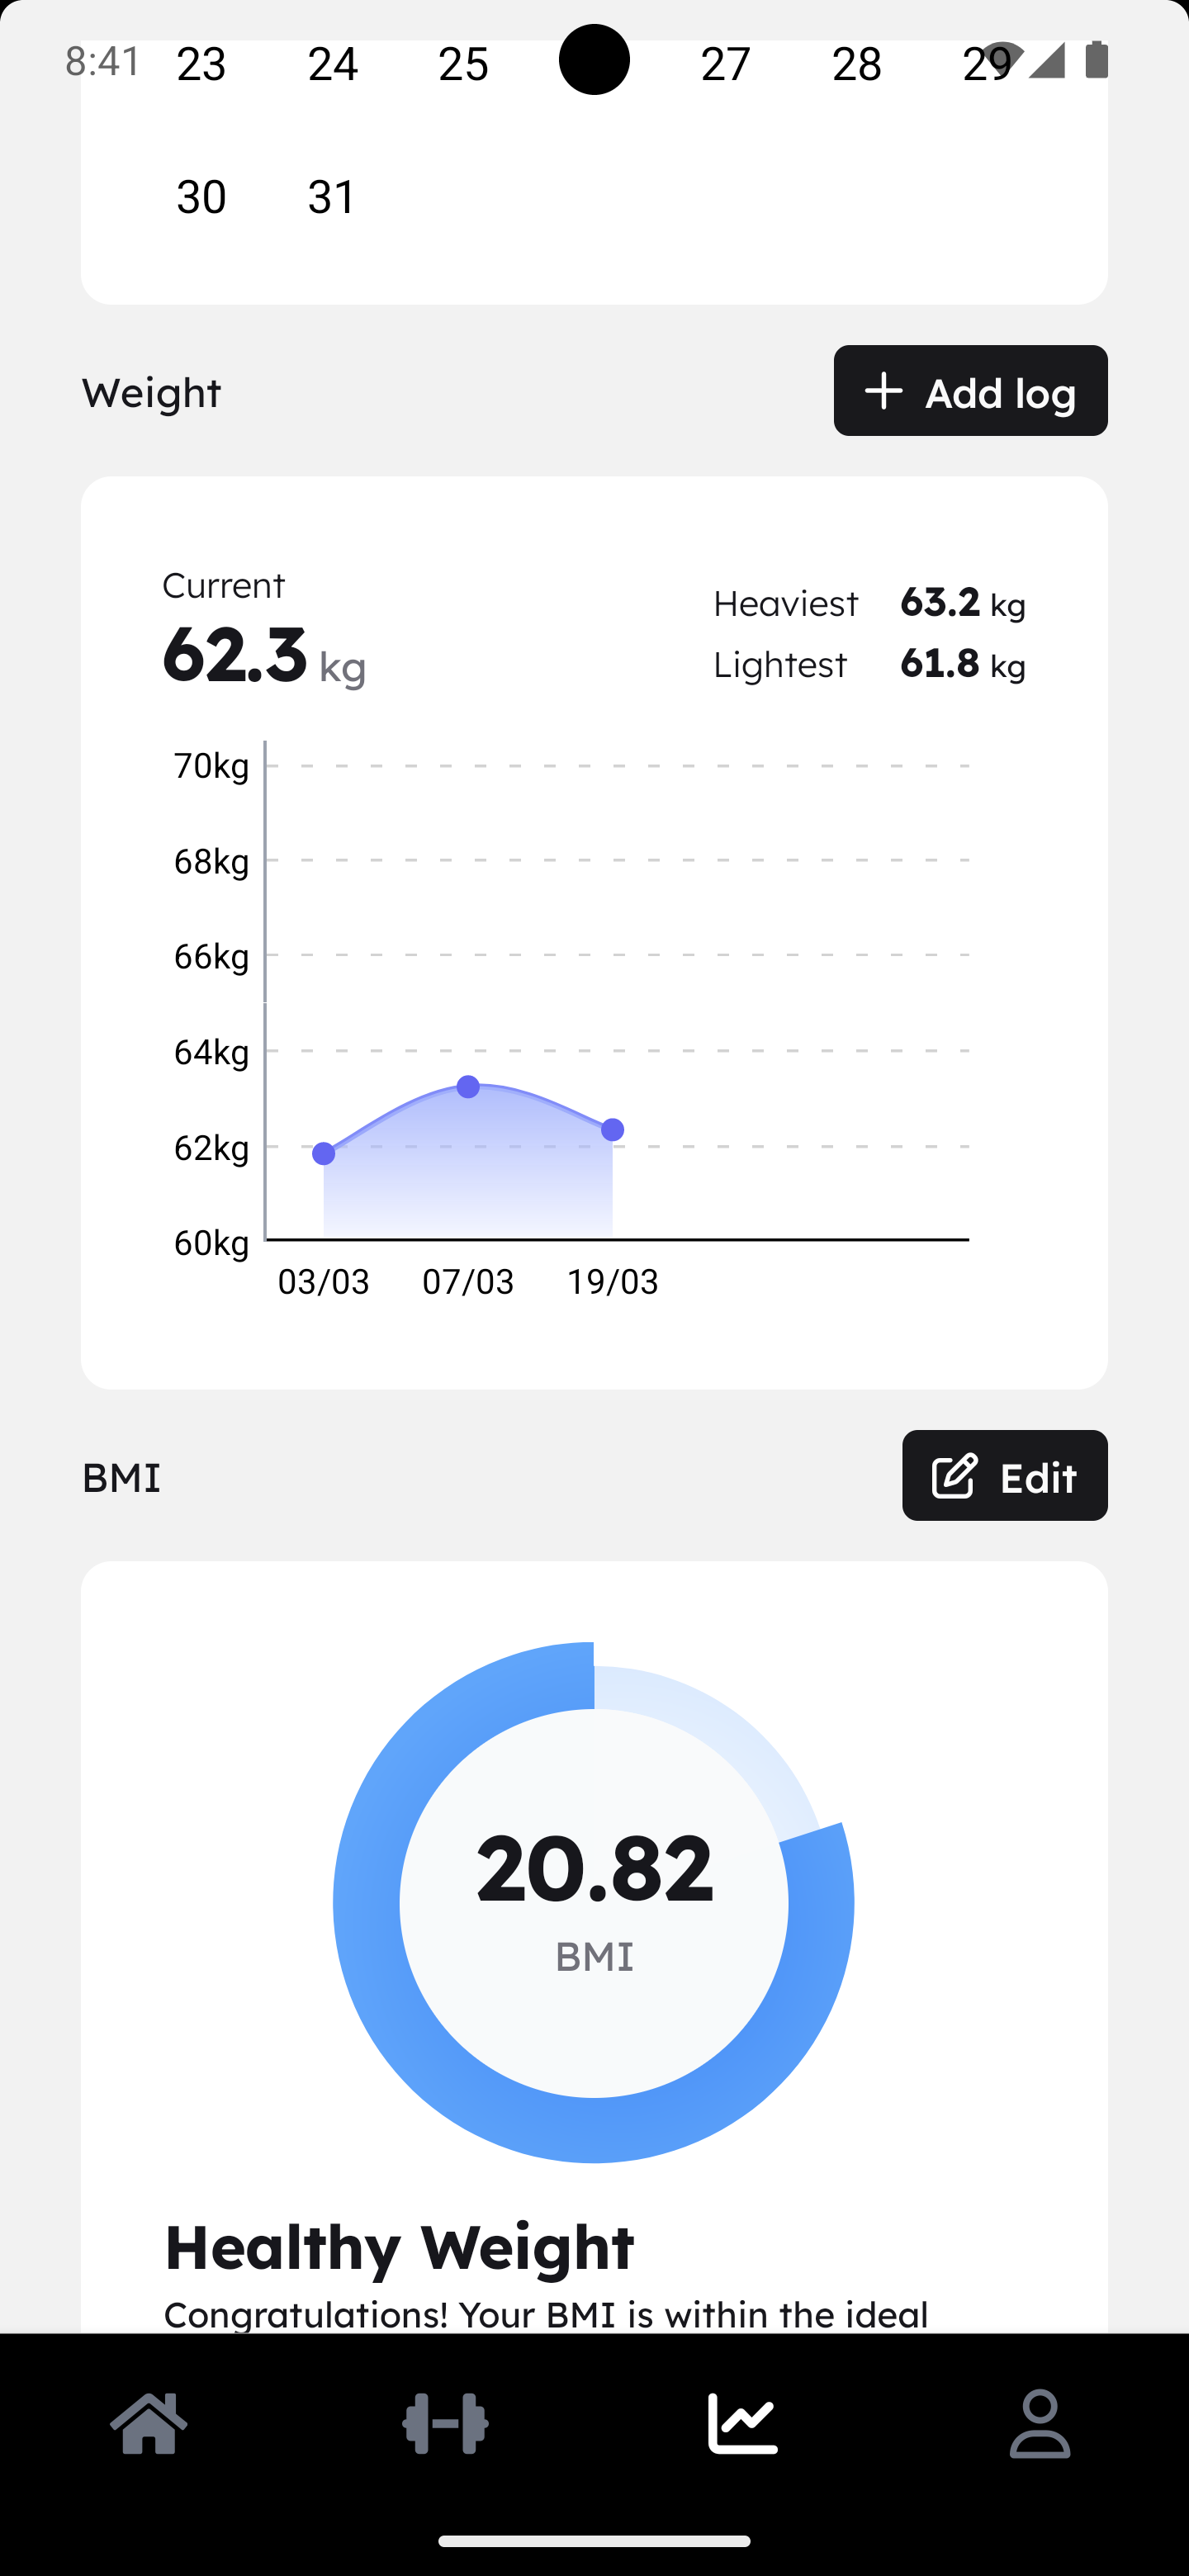 8:41 23 24 25 27 28 29
30 31
Weight + Add log
Current
62.3 kg
Heaviest 63.2 kg
Lightest 61.8 kg
70kg
68kg
66kg
64kg
62kg
60kg
03/03 07/03 19/03
BMI Edit
20.82
BMI
Healthy Weight
Congratulations! Your BMI is within the ideal